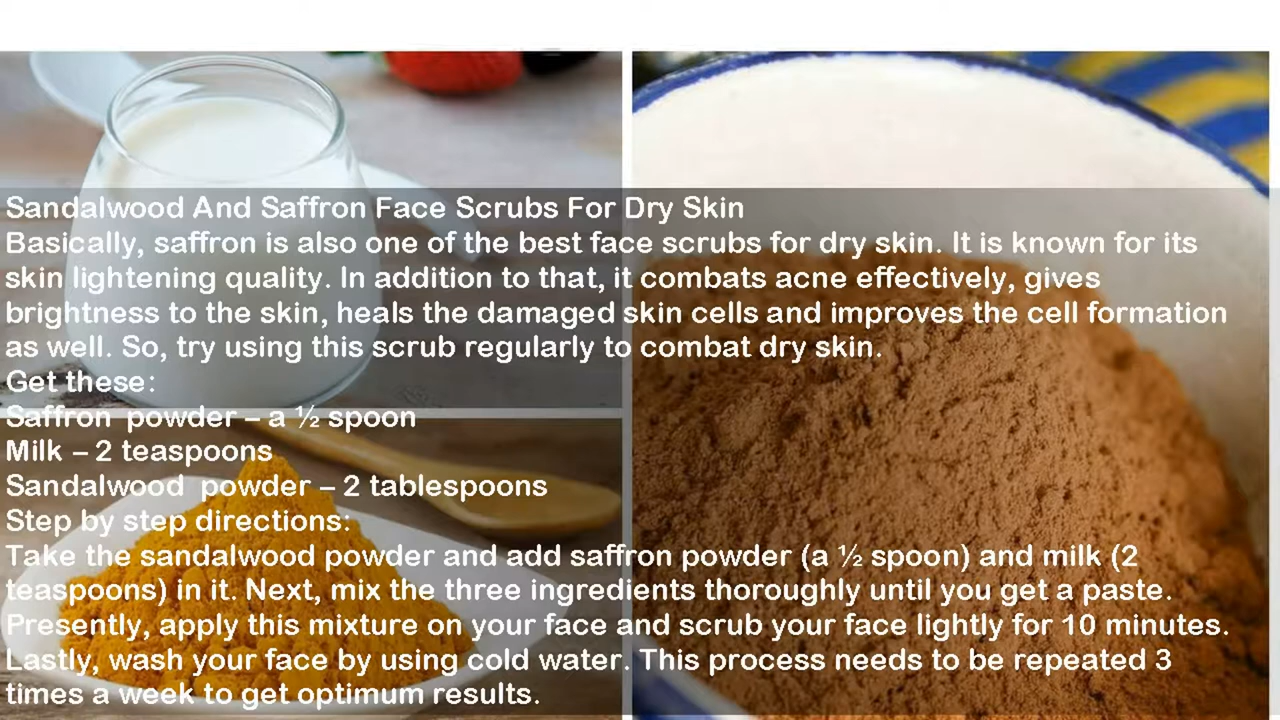 Sandalwood And Saffron Face Scrubs For Dry Skin
Basically, saffron is also one of the best face scrubs for dry skin. It is known for its
skin lightening quality. In addition to that, it combats acne effectively, gives
brightness to the skin, heals the damaged skin cells and improves the cell formation
as well. So, try using this scrub regularly to combat dry skin.
Get these:
Saffron  powder – a ½ spoon
Milk – 2 teaspoons
Sandalwood  powder – 2 tablespoons
Step by step directions:
Take the sandalwood powder and add saffron powder (a ½ spoon) and milk (2
teaspoons) in it. Next, mix the three ingredients thoroughly until you get a paste.
Presently, apply this mixture on your face and scrub your face lightly for 10 minutes.
Lastly, wash your face by using cold water. This process needs to be repeated 3
times a week to get optimum results.